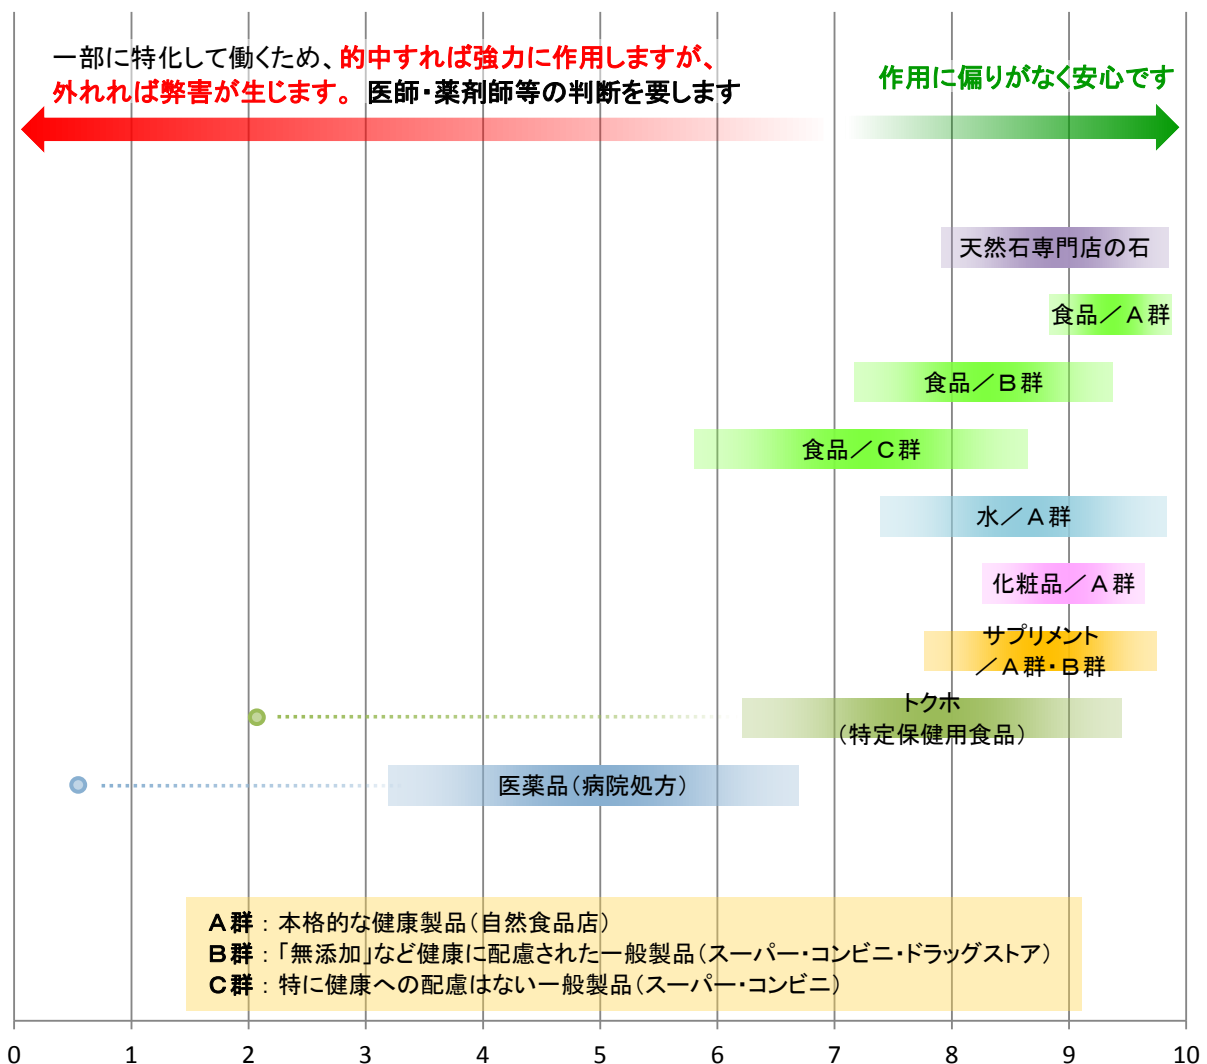 一部に特化して働くため、的中すれば強力に作用しますが、
外れれば弊害が生じます。 医師・薬剤師等の判断を要します
作用に偏りがなく安心です
天然石専門店の石
食品／Ａ群
食品／Ｂ群
食品／Ｃ群
水／Ａ群
化粧品／Ａ群
サプリメント
／Ａ群・Ｂ群
トクホ
（特定保健用食品）
医薬品（病院処方）
Ａ群：本格的な健康製品（自然食品店）
Ｂ群：「無添加」など健康に配慮された一般製品（スーパー・コンビニ・ドラッグストア）
Ｃ群：特に健康への配慮はない一般製品（スーパー・コンビニ）
0 1 2 3 4 5 6 7 8 9 10